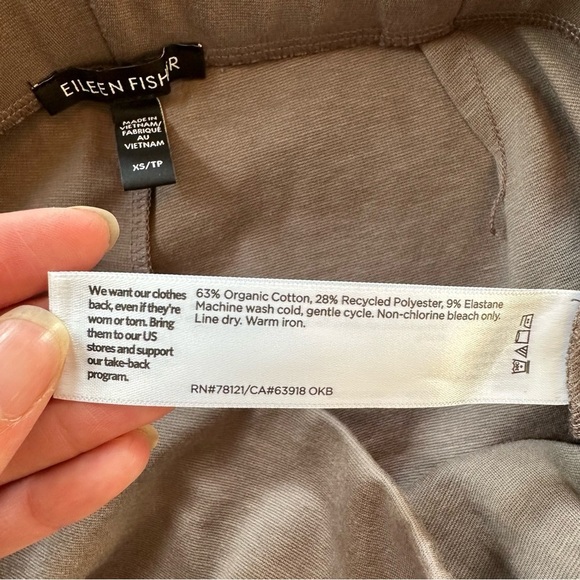 EILEEN FISHER
MADE IN
VIETNAM/
FABRIQUÉ
AU
VIETNAM
XS/TP
We want our clothes
back, even if they're
worn or torn. Bring
them to our US
stores and support
our take-back
program.
63% Organic Cotton, 28% Recycled Polyester, 9% Elastane
Machine wash cold, gentle cycle. Non-chlorine bleach only.
Line dry. Warm iron.
RN#78121/CA#63918 OKB